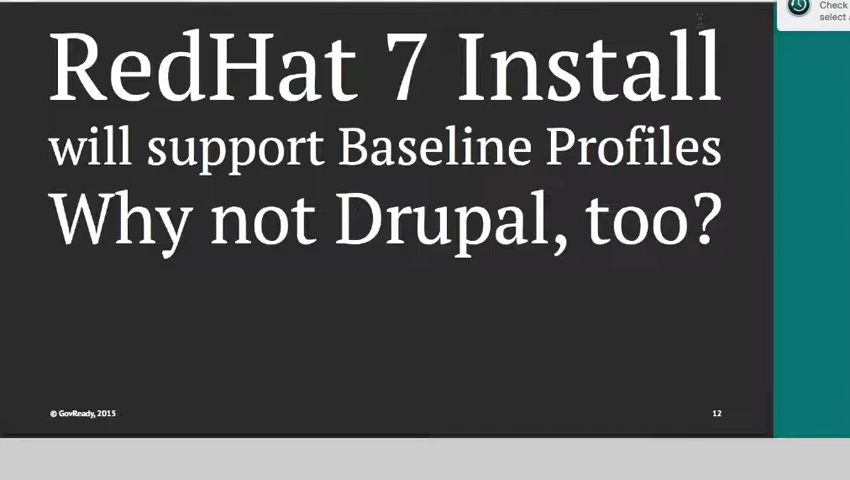 RedHat 7 Install
will support Baseline Profiles
Why not Drupal, too?
© GovReady, 2015
12
Check
select